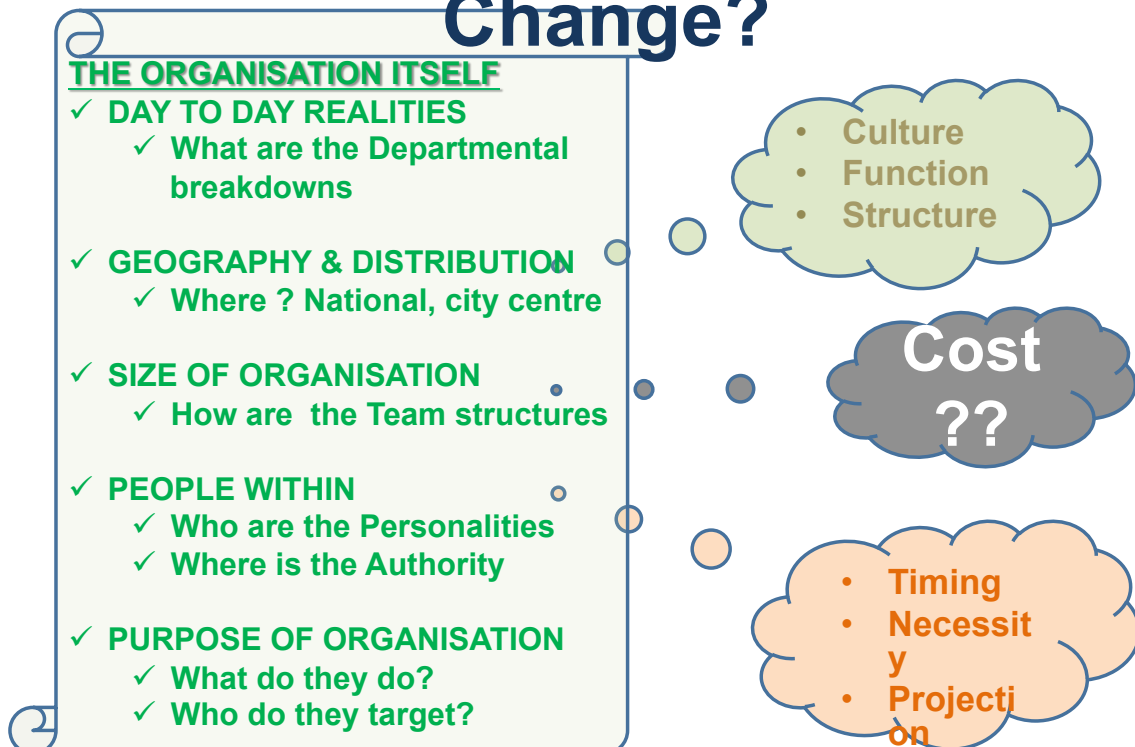 Change?
THE ORGANISATION ITSELF
✓ DAY TO DAY REALITIES
✓ What are the Departmental
breakdowns
✓ GEOGRAPHY & DISTRIBUTION
✓ Where ? National, city centre
✓ SIZE OF ORGANISATION
✓ How are the Team structures
✓ PEOPLE WITHIN
✓ Who are the Personalities
✓ Where is the Authority
✓ PURPOSE OF ORGANISATION
✓ What do they do?
✓ Who do they target?
• Culture
• Function
• Structure
Cost
??
• Timing
• Necessit
y
• Projecti
on